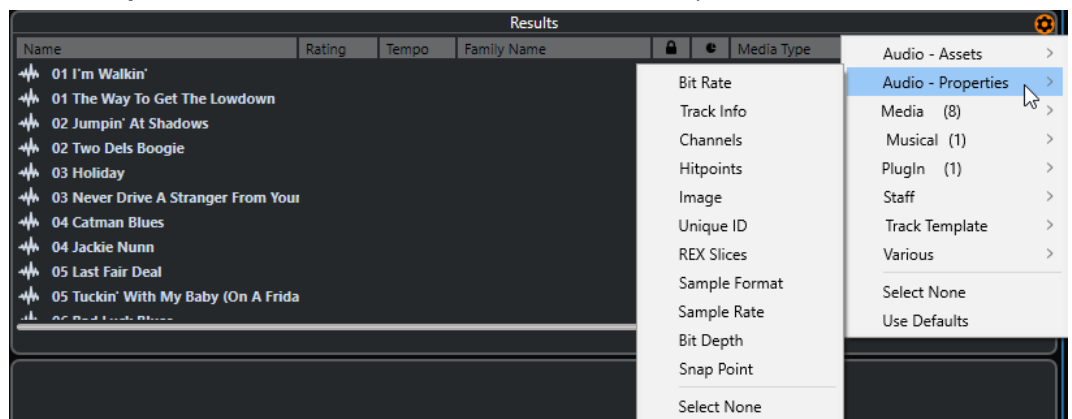 Results
Name Rating Tempo Family Name Media Type
01 I'm Walkin'
01 The Way To Get The Lowdown
02 Jumpin' At Shadows
02 Two Dels Boogie
03 Holiday
03 Never Drive A Stranger From Your
04 Catman Blues
04 Jackie Nunn
05 Last Fair Deal
05 Tuckin' With My Baby (On A Frida
Bit Rate
Track Info
Channels
Hitpoints
Image
Unique ID
REX Slices
Sample Format
Sample Rate
Bit Depth
Snap Point
Select None
Audio - Assets
Audio - Properties
Media (8)
Musical (1)
PlugIn (1)
Staff
Track Template
Various
Select None
Use Defaults